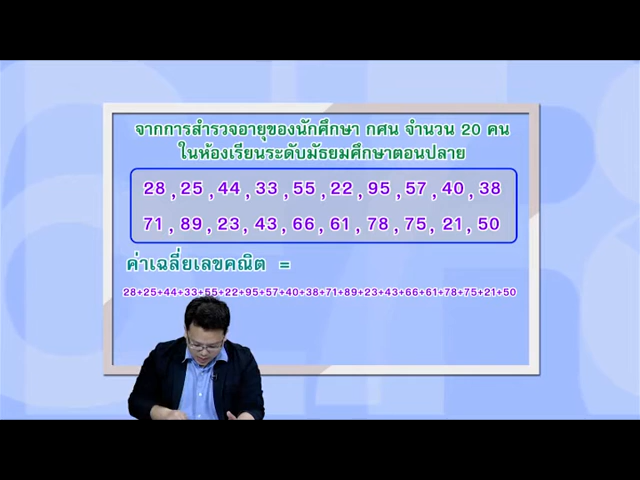 จากการสำรวจอายุของนักศึกษา กศน จำนวน 20 คน
ในห้องเรียนระดับมัธยมศึกษาตอนปลาย
28 , 25 , 44 , 33 , 55 , 22 , 95 , 57 , 40 , 38
71 , 89 , 23 , 43 , 66 , 61 , 78 , 75 , 21 , 50
ค่าเฉลี่ยเลขคณิต =
28+25+44+33+55+22+95+57+40+38+71+89+23+43+66+61+78+75+21+50